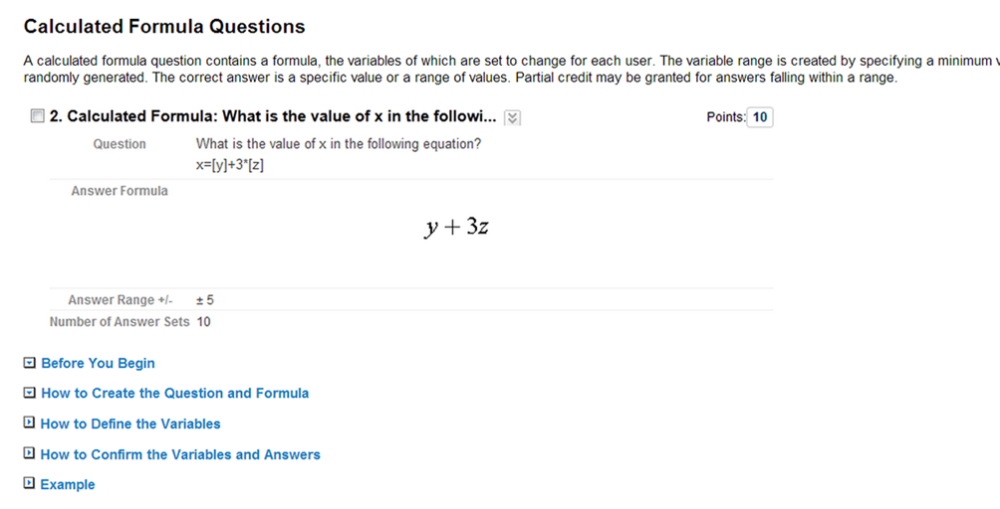 Calculated Formula Questions
A calculated formula question contains a formula, the variables of which are set to change for each user. The variable range is created by specifying a minimum
randomly generated. The correct answer is a specific value or a range of values. Partial credit may be granted for answers falling within a range.
2. Calculated Formula: What is the value of x in the followi... Points: 10
Question What is the value of x in the following equation?
x=[y]+3*[z]
Answer Formula
y + 3z
Answer Range +/- ± 5
Number of Answer Sets 10
Before You Begin
How to Create the Question and Formula
How to Define the Variables
How to Confirm the Variables and Answers
Example